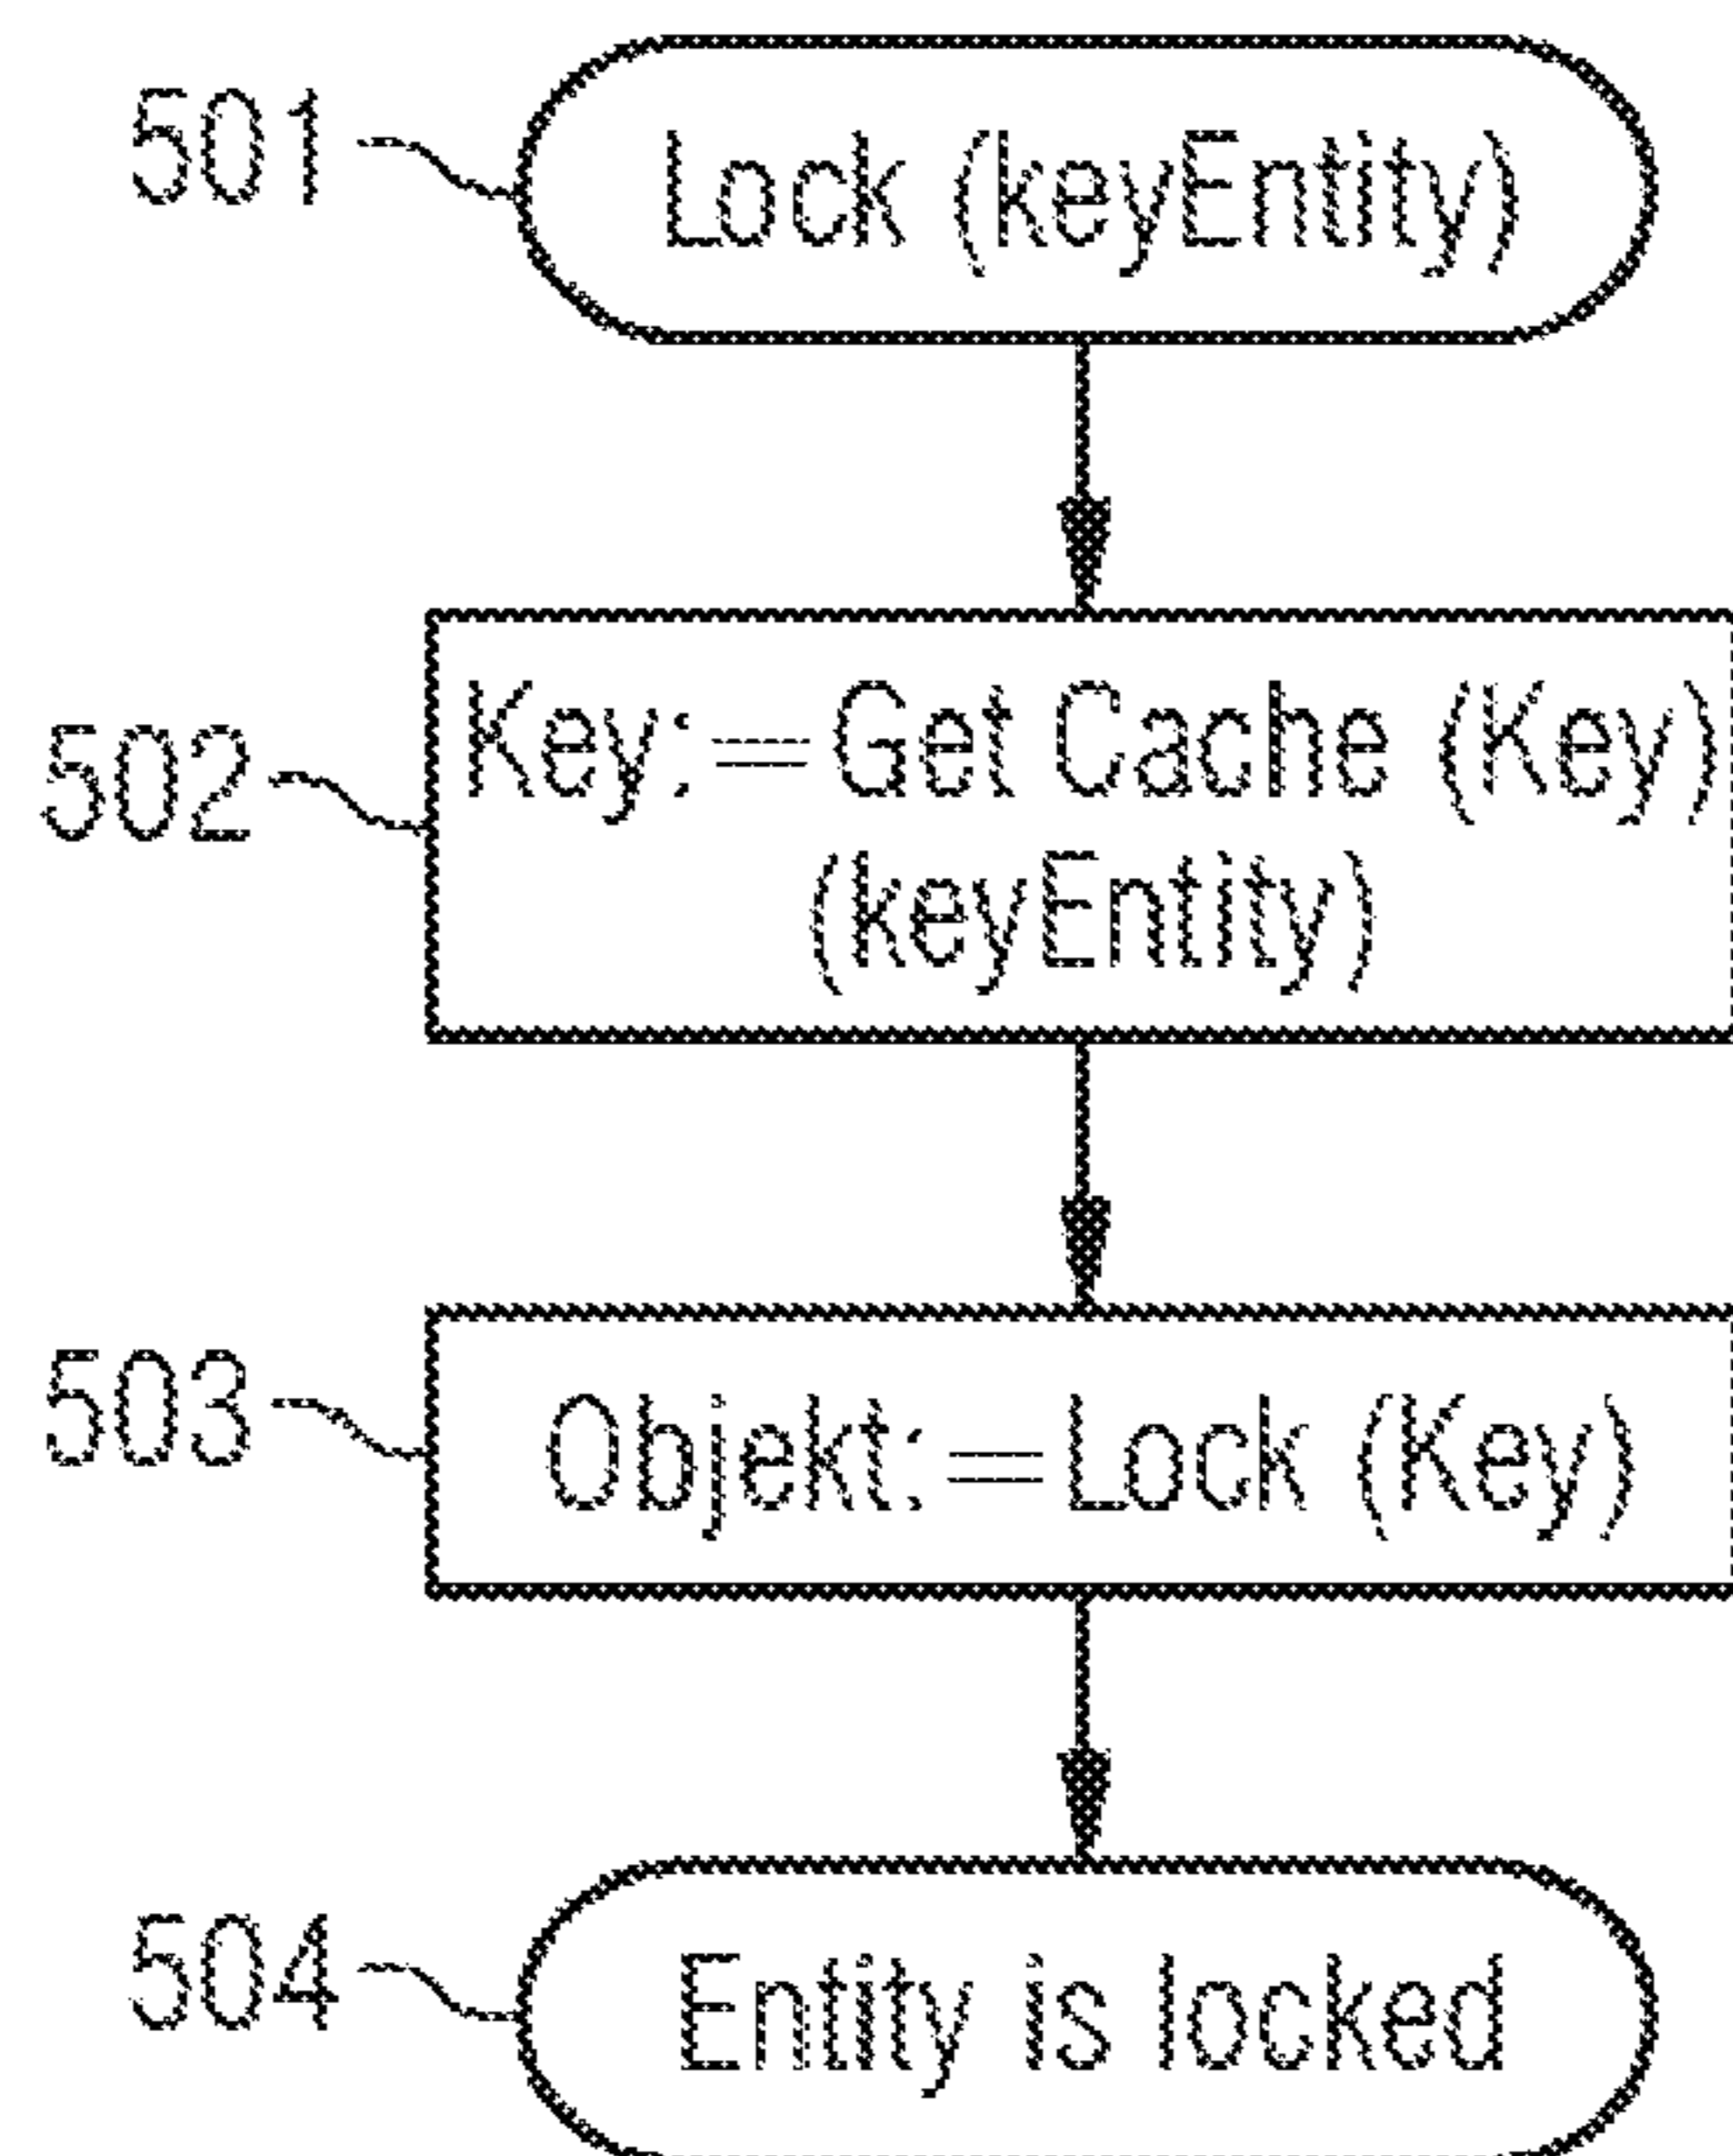 501
Lock (keyEntity)
502
Key:= Get Cache (Key)
(keyEntity)
503
Objekt:=Lock (Key)
504
Entity is locked